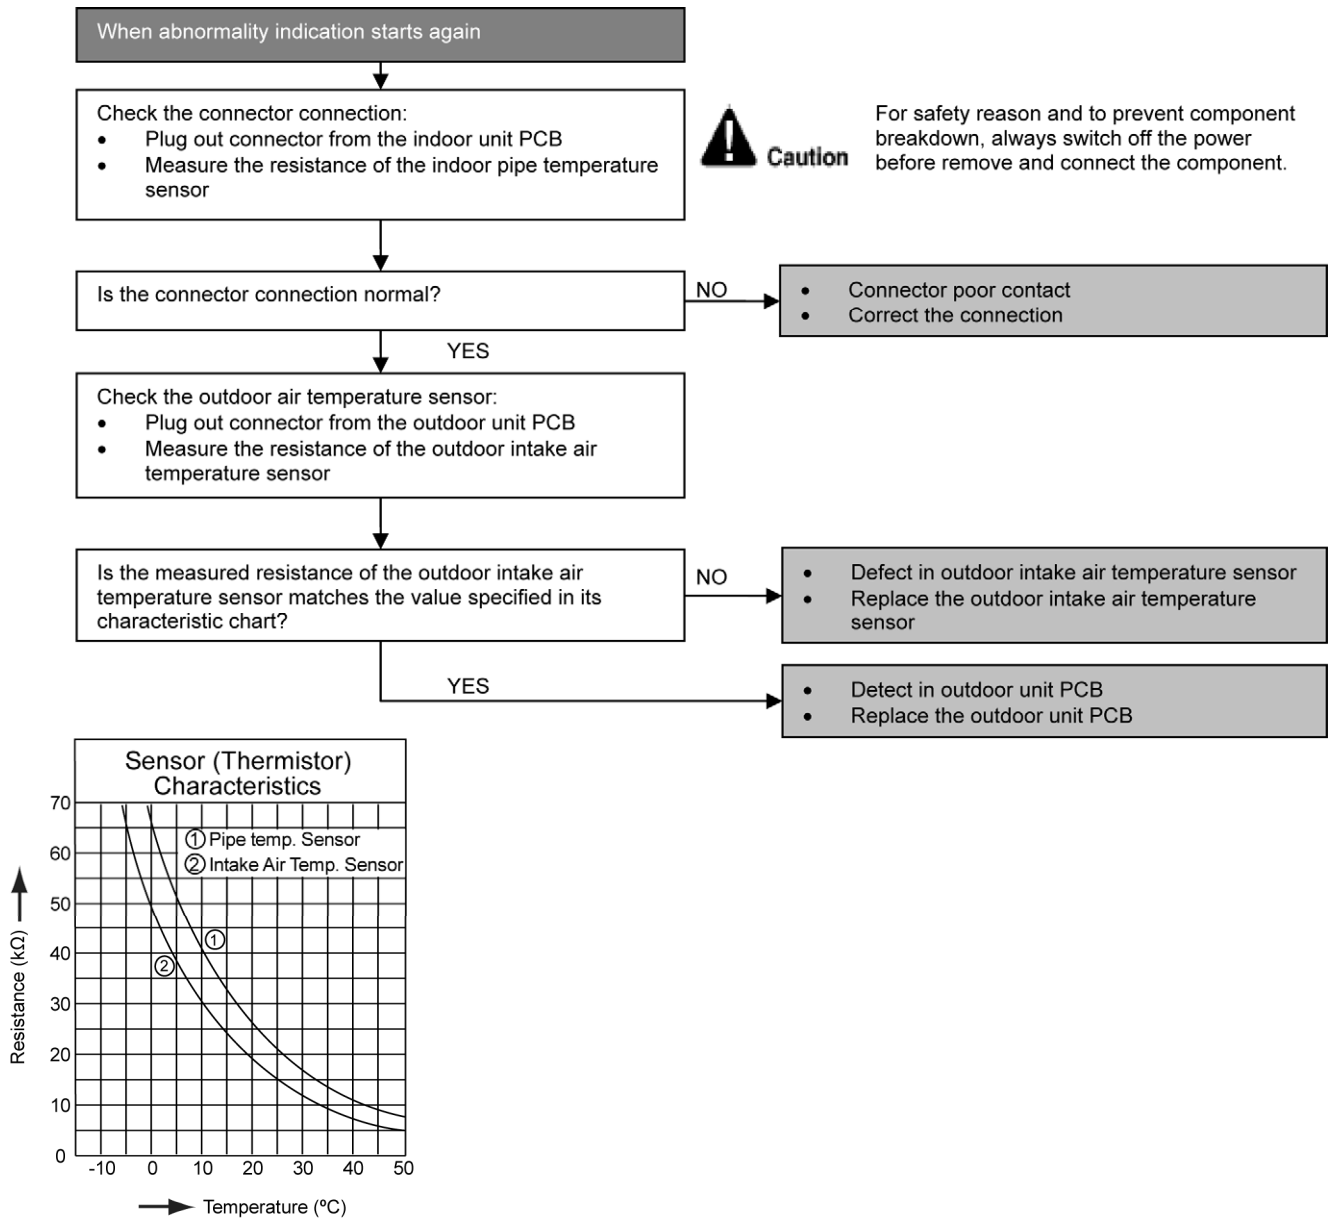 When abnormality indication starts again
Check the connector connection:
• Plug out connector from the indoor unit PCB
• Measure the resistance of the indoor pipe temperature
sensor
Caution
For safety reason and to prevent component
breakdown, always switch off the power
before remove and connect the component.
Is the connector connection normal?
NO
• Connector poor contact
• Correct the connection
YES
Check the outdoor air temperature sensor:
• Plug out connector from the outdoor unit PCB
• Measure the resistance of the outdoor intake air
temperature sensor
Is the measured resistance of the outdoor intake air
temperature sensor matches the value specified in its
characteristic chart?
NO
• Defect in outdoor intake air temperature sensor
• Replace the outdoor intake air temperature
sensor
YES
• Detect in outdoor unit PCB
• Replace the outdoor unit PCB
Sensor (Thermistor)
Characteristics
① Pipe temp. Sensor
② Intake Air Temp. Sensor
①
②
70
60
50
40
30
20
10
0
Resistance (kΩ)
-10 0 10 20 30 40 50
Temperature (ºC)